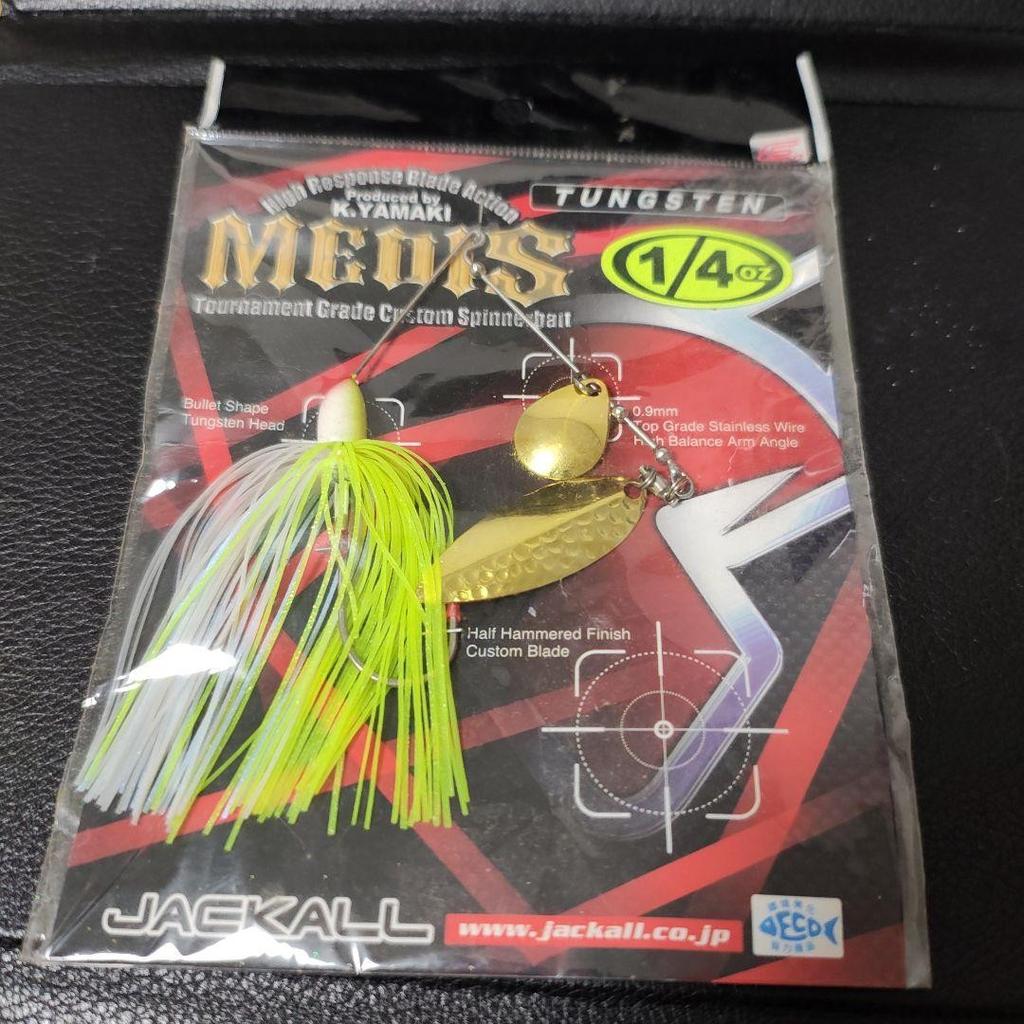 High Response Blade Action
Produced by
K.YAMAKI
MEDIS
Tournament Grade Custom Spinnerbait
TUNGSTEN
1/4oz
Bullet Shape
Tungsten Head
0.9mm
Top Grade Stainless Wire
High Balance Arm Angle
Half Hammered Finish
Custom Blade
JACKALL
www.jackall.co.jp
ECO